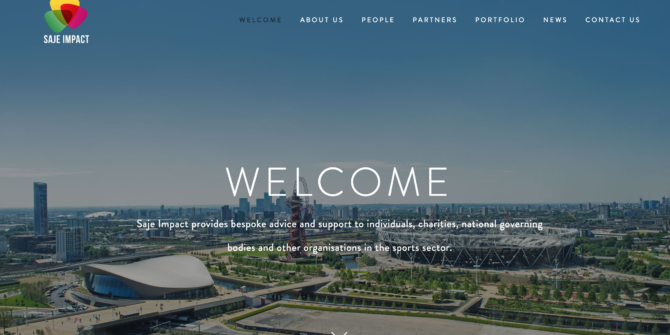 SAJE IMPACT
WELCOME ABOUT US PEOPLE PARTNERS PORTFOLIO NEWS CONTACT US
WELCOME
Saje Impact provides bespoke advice and support to individuals, charities, national governing
bodies and other organisations in the sports sector.